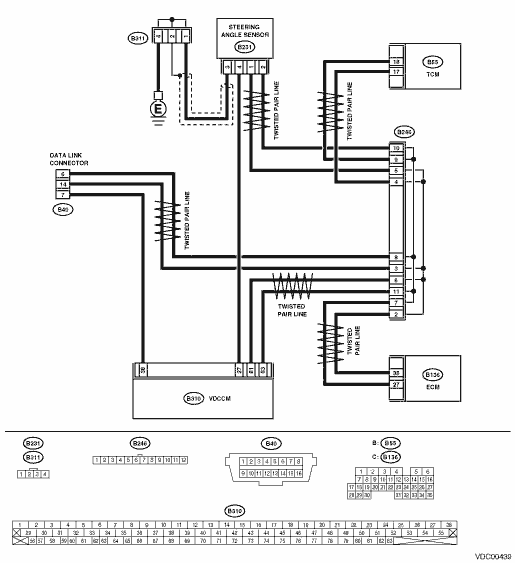 STEERING
ANGLE SENSOR
B231
B311
4 2 1
3 4 1 2
E
TWISTED PAIR LINE
TWISTED PAIR LINE
18
17
B55
TCM
B246
10
9
5
4
DATA LINK
CONNECTOR
6
14
7
B40
TWISTED PAIR LINE
8
3
6
11
7
2
TWISTED
PAIR LINE
TWISTED
PAIR LINE
B136
ECM
27
27 81
B310 VDCCM
B231
B311
1 2 3 4
B246
1 2 3 4 5 6 7 8 9 10 11 12
B40
1 2 3 4 5 6 7 8
9 10 11 12 13 14 15 16
B: B55
C: B136
1 2 3 4 5 6
7 8 9 10 11 12 13 14 15 16
17 18 19 20 21 22 23 24 25 26 27
28 29 30 31 32 33 34 35
B310
1 2 3 4 5 6 7 8 9 10 11 12 13 14 15 16 17 18 19 20 21 22 23 24 25 26 27 28
29 30 31 32 33 34 35 36 37 38 39 40 41 42 43 44 45 46 47 48 49 50 51 52 53 54 55
56 57 58 59 60 61 62 63 64 65 66 67 68 69 70 71 72 73 74 75 76 77 78 79 80 81 82 83
VDC00439